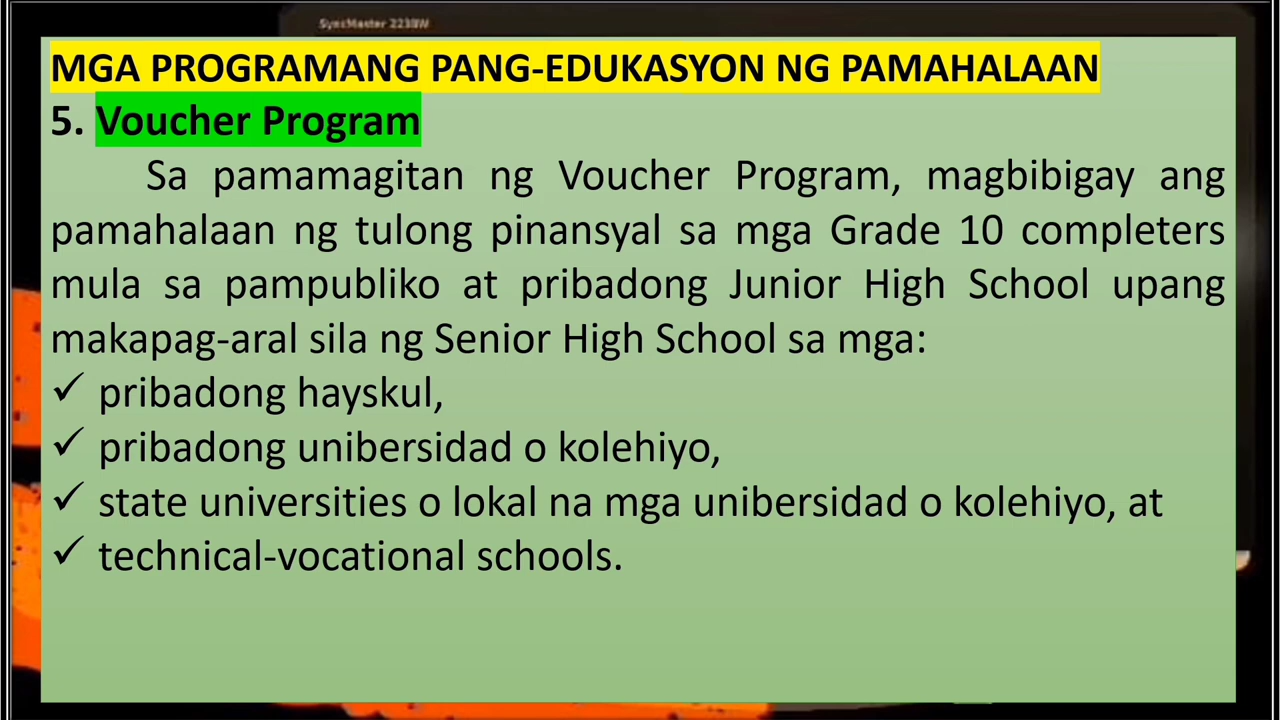 SyncMaster 2238W
MGA PROGRAMANG PANG-EDUKASYON NG PAMAHALAAN
5. Voucher Program
Sa pamamagitan ng Voucher Program, magbibigay ang
pamahalaan ng tulong pinansyal sa mga Grade 10 completers
mula sa pampubliko at pribadong Junior High School upang
makapag-aral sila ng Senior High School sa mga:
✓ pribadong hayskul,
✓ pribadong unibersidad o kolehiyo,
✓ state universities o lokal na mga unibersidad o kolehiyo, at
✓ technical-vocational schools.